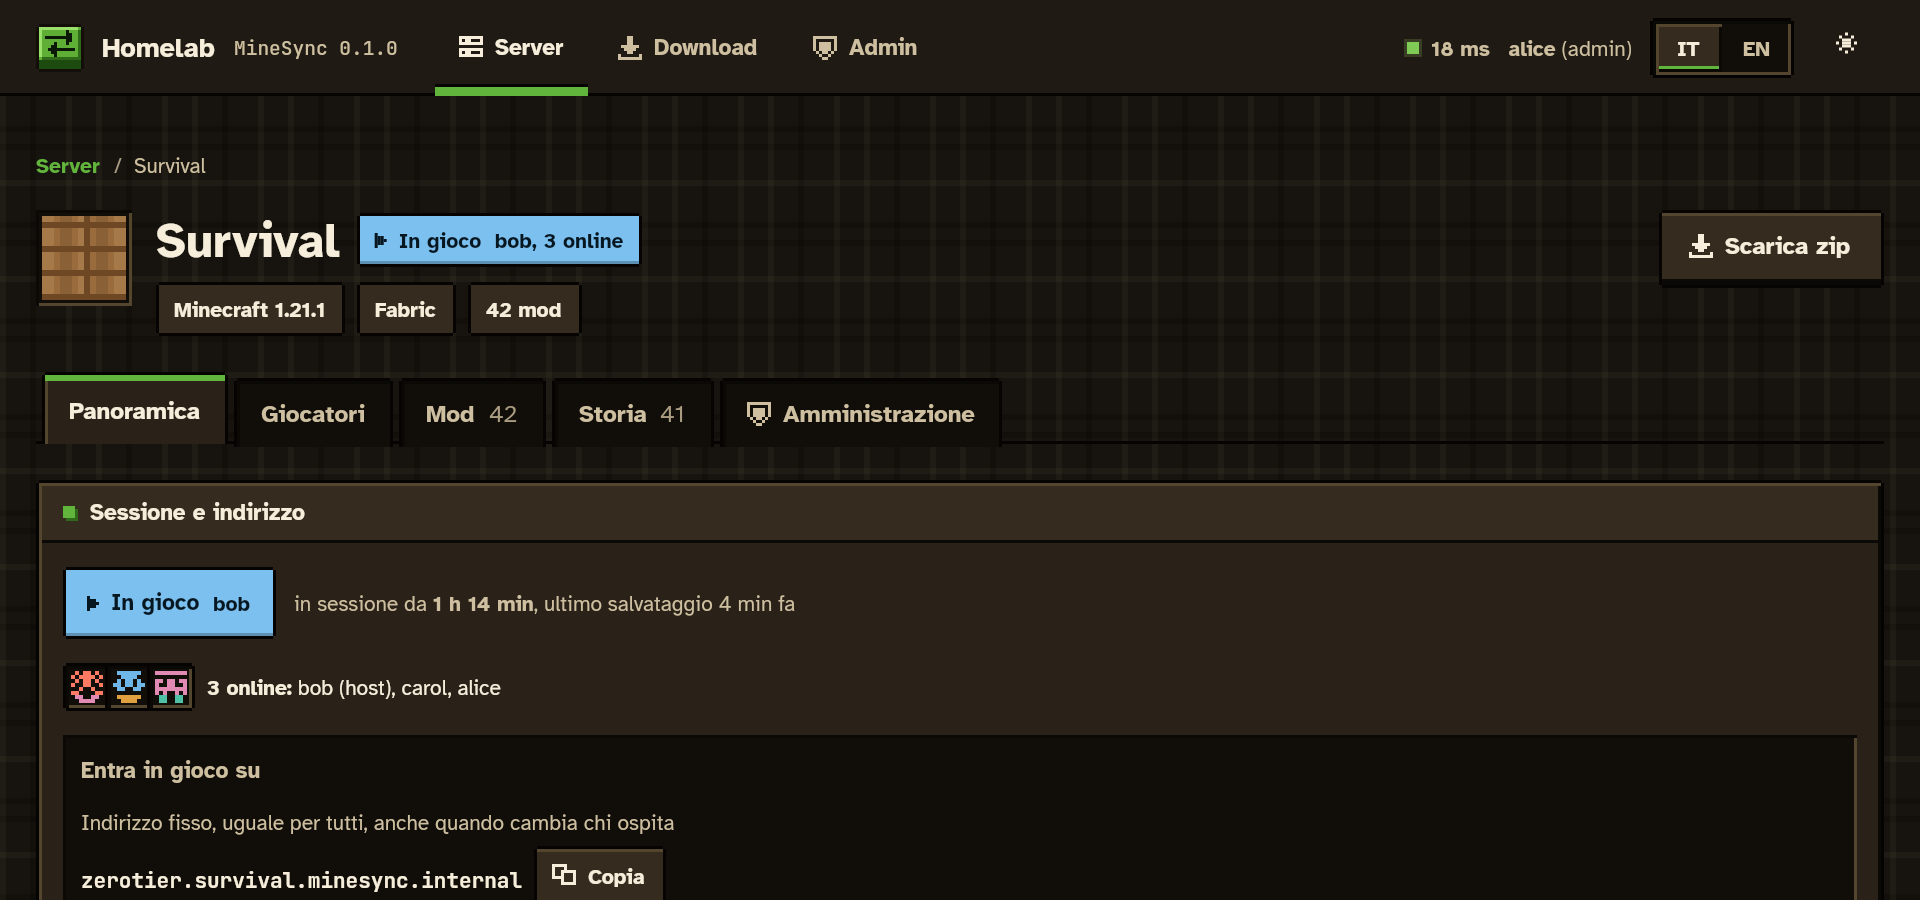 Homelab MineSync 0.1.0 Server Download Admin 18 ms alice (admin) IT EN
Server / Survival
Survival In gioco bob, 3 online Scarica zip
Minecraft 1.21.1 Fabric 42 mod
Panoramica Giocatori Mod 42 Storia 41 Amministrazione
Sessione e indirizzo
In gioco bob in sessione da 1 h 14 min, ultimo salvataggio 4 min fa
3 online: bob (host), carol, alice
Entra in gioco su
Indirizzo fisso, uguale per tutti, anche quando cambia chi ospita
zerotier.survival.minesync.internal Copia